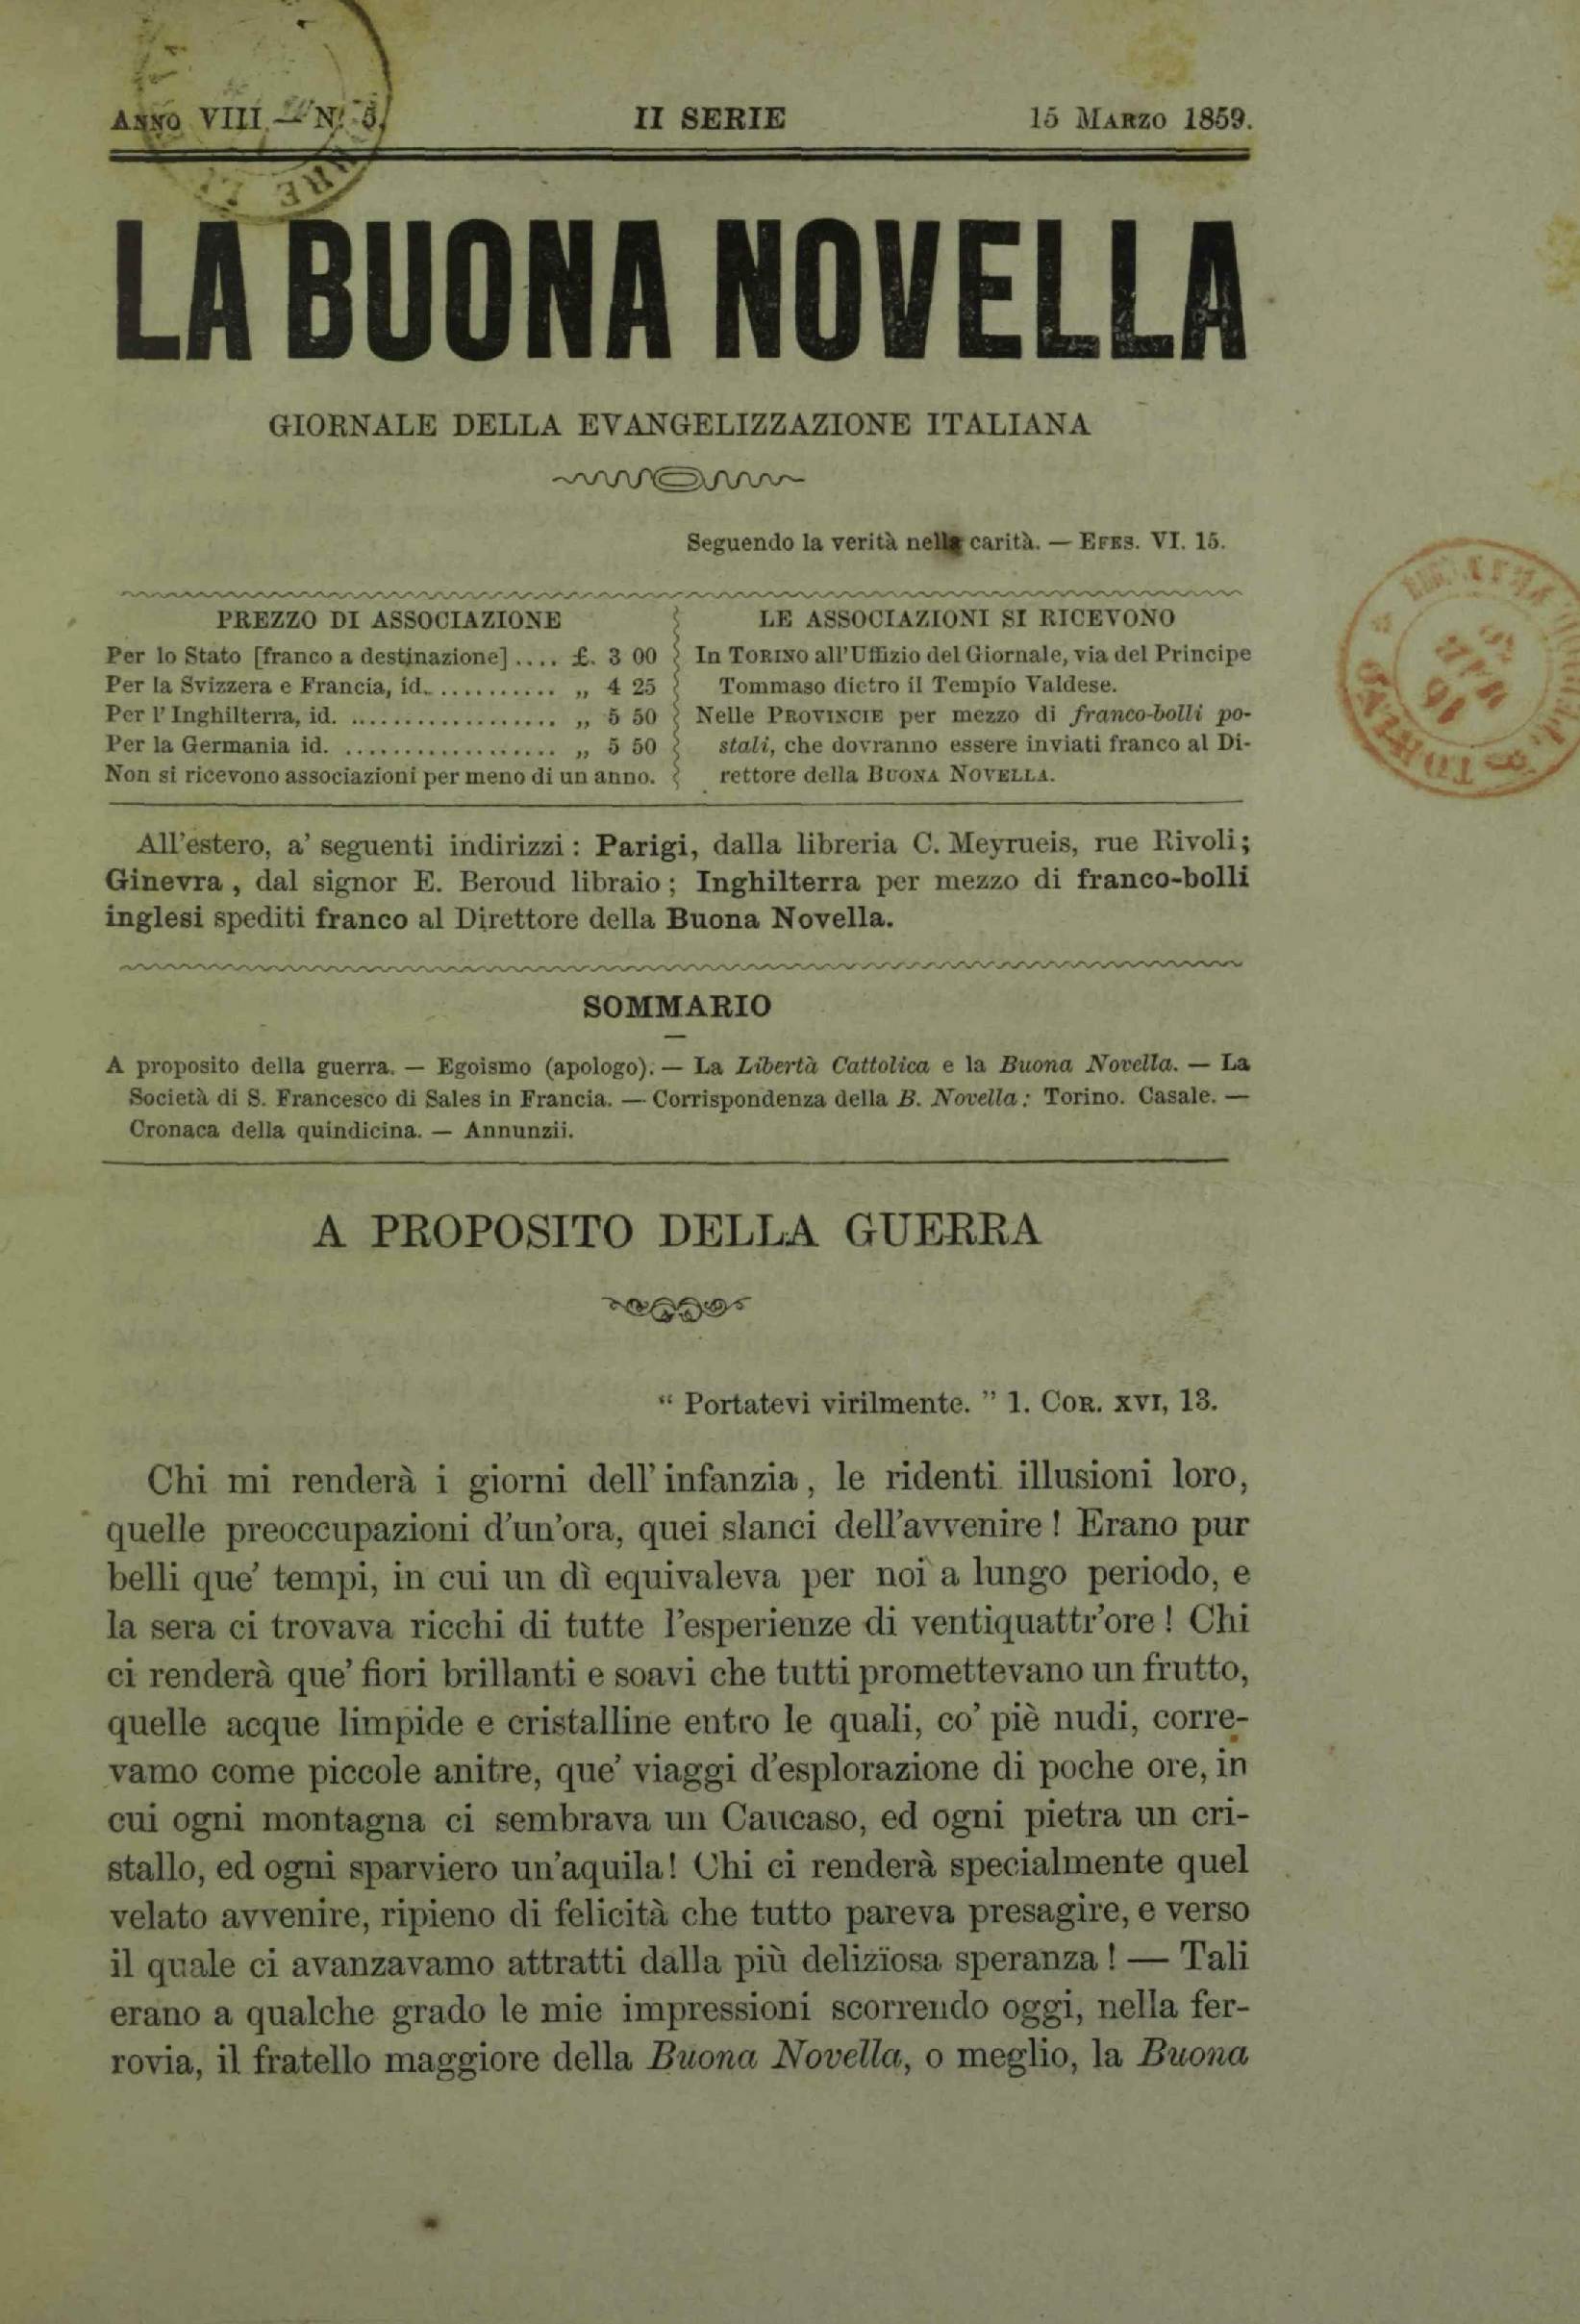 ANNO VIII — N. 5.
II SERIE
15 MARZO 1859.
LA BUONA NOVELLA
GIORNALE DELLA EVANGELIZZAZIONE ITALIANA
Seguendo la verità nella carità. — EFES. VI. 15.
PREZZO DI ASSOCIAZIONE
Per lo Stato [franco a destinazione] .... £. 3 00
Per la Svizzera e Francia, id. .......... „ 4 25
Per l' Inghilterra, id. .................. „ 5 50
Per la Germania id. .................. „ 5 50
Non si ricevono associazioni per meno di un anno.
LE ASSOCIAZIONI SI RICEVONO
In TORINO all'Uffizio del Giornale, via del Principe
Tommaso dietro il Tempio Valdese.
Nelle PROVINCIE per mezzo di franco-bolli po-
stali, che dovranno essere inviati franco al Di-
rettore della BUONA NOVELLA.
All'estero, a' seguenti indirizzi : Parigi, dalla libreria C. Meyrueis, rue Rivoli;
Ginevra , dal signor E. Beroud libraio ; Inghilterra per mezzo di franco-bolli
inglesi spediti franco al Direttore della Buona Novella.
SOMMARIO
A proposito della guerra. — Egoismo (apologo). — La Libertà Cattolica e la Buona Novella. — La
Società di S. Francesco di Sales in Francia. — Corrispondenza della B. Novella : Torino. Casale. —
Cronaca della quindicina. — Annunzii.
A PROPOSITO DELLA GUERRA
“ Portatevi virilmente. ” 1. COR. XVI, 13.
Chi mi renderà i giorni dell' infanzia , le ridenti illusioni loro,
quelle preoccupazioni d'un'ora, quei slanci dell'avvenire ! Erano pur
belli que' tempi, in cui un dì equivaleva per noi a lungo periodo, e
la sera ci trovava ricchi di tutte l'esperienze di ventiquattr'ore ! Chi
ci renderà que' fiori brillanti e soavi che tutti promettevano un frutto,
quelle acque limpide e cristalline entro le quali, co' piè nudi, corre-
vamo come piccole anitre, que' viaggi d'esplorazione di poche ore, in
cui ogni montagna ci sembrava un Caucaso, ed ogni pietra un cri-
stallo, ed ogni sparviero un'aquila! Chi ci renderà specialmente quel
velato avvenire, ripieno di felicità che tutto pareva presagire, e verso
il quale ci avanzavamo attratti dalla più delizïosa speranza ! — Tali
erano a qualche grado le mie impressioni scorrendo oggi, nella fer-
rovia, il fratello maggiore della Buona Novella, o meglio, la Buona